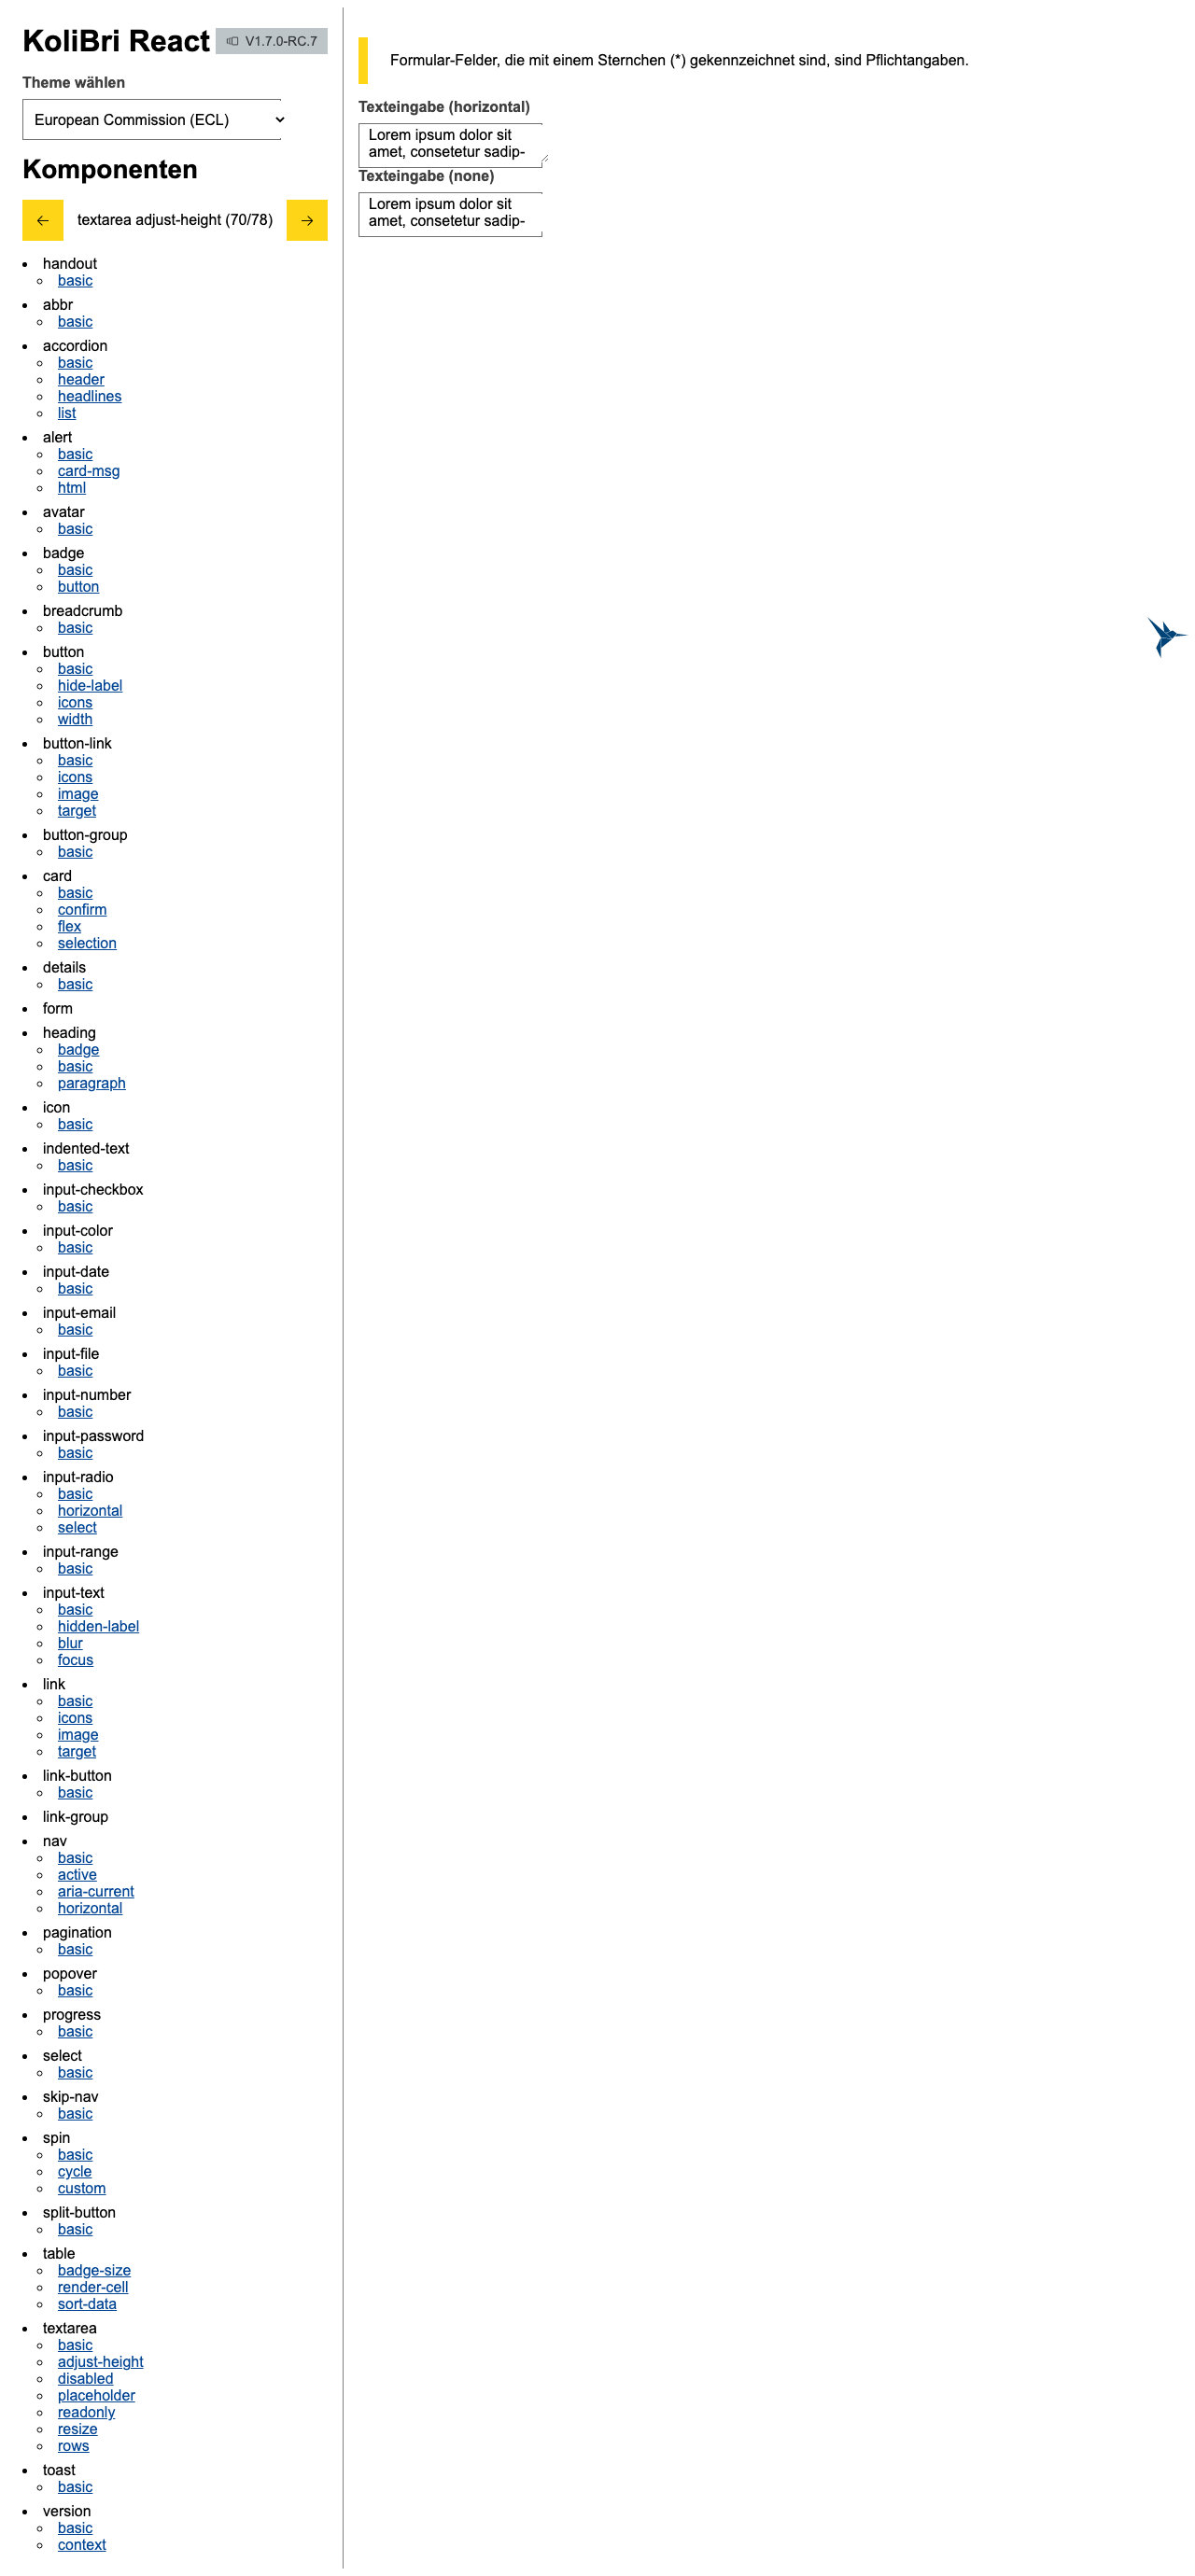 KoliBri React
V1.7.0-RC.7
Theme wählen
European Commission (ECL)
Komponenten
← textarea adjust-height (70/78) →
handout
basic
abbr
basic
accordion
basic
header
headlines
list
alert
basic
card-msg
html
avatar
basic
badge
basic
button
breadcrumb
basic
button
basic
hide-label
icons
width
button-link
basic
icons
image
target
button-group
basic
card
basic
confirm
flex
selection
details
basic
form
heading
badge
basic
paragraph
icon
basic
indented-text
basic
input-checkbox
basic
input-color
basic
input-date
basic
input-email
basic
input-file
basic
input-number
basic
input-password
basic
input-radio
basic
horizontal
select
input-range
basic
input-text
basic
hidden-label
blur
focus
link
basic
icons
image
target
link-button
basic
link-group
nav
basic
active
aria-current
horizontal
pagination
basic
popover
basic
progress
basic
select
basic
skip-nav
basic
spin
basic
cycle
custom
split-button
basic
table
badge-size
render-cell
sort-data
textarea
basic
adjust-height
disabled
placeholder
readonly
resize
rows
toast
basic
version
basic
context
Formular-Felder, die mit einem Sternchen (*) gekennzeichnet sind, sind Pflichtangaben.
Texteingabe (horizontal)
Lorem ipsum dolor sit
amet, consetetur sadip-
Texteingabe (none)
Lorem ipsum dolor sit
amet, consetetur sadip-